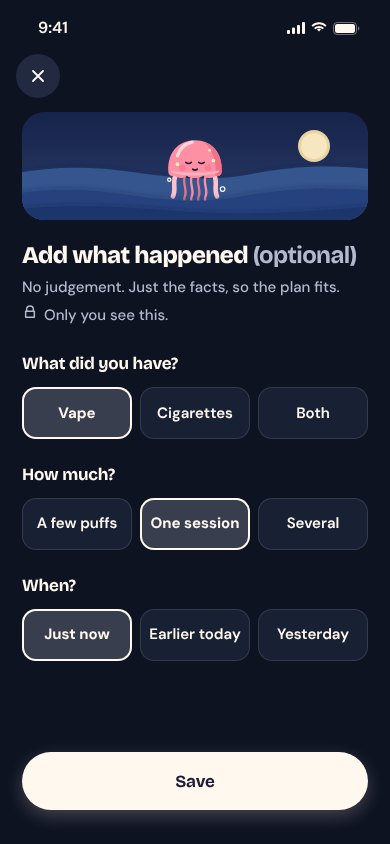 9:41
Add what happened (optional)
No judgement. Just the facts, so the plan fits.
Only you see this.
What did you have?
Vape
Cigarettes
Both
How much?
A few puffs
One session
Several
When?
Just now
Earlier today
Yesterday
Save